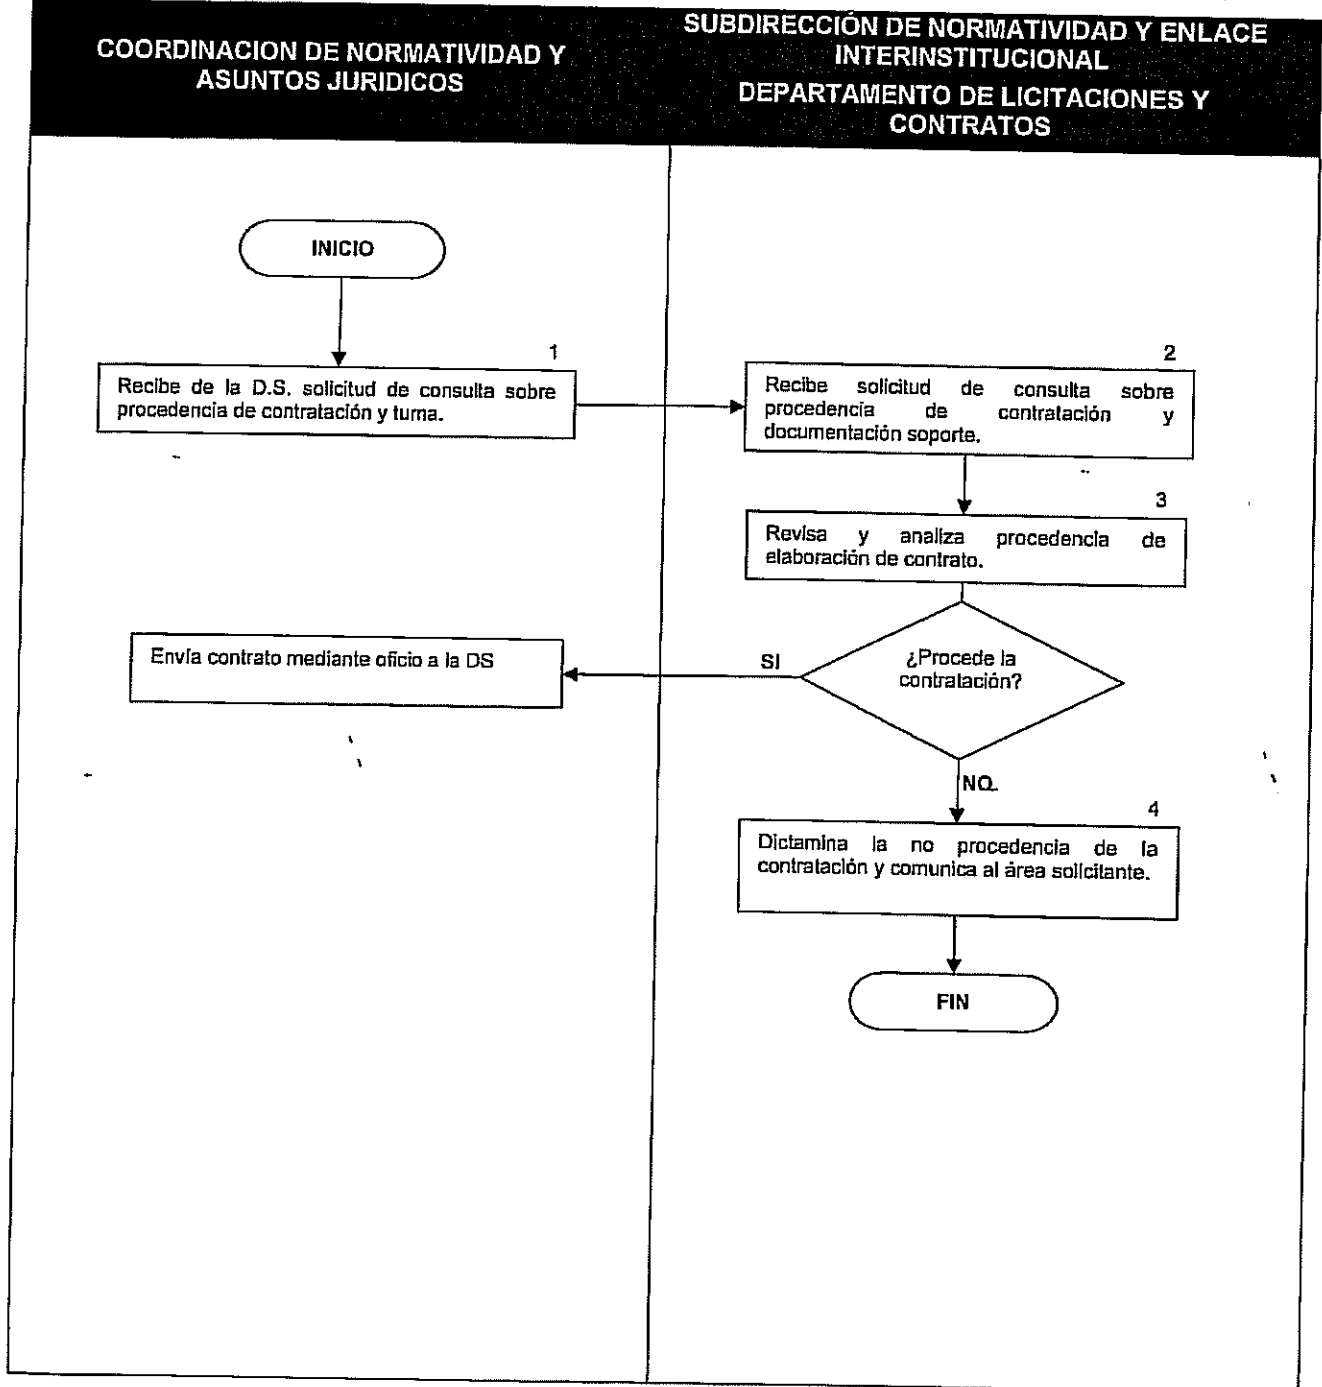 COORDINACION DE NORMATIVIDAD Y
ASUNTOS JURIDICOS
SUBDIRECCIÓN DE NORMATIVIDAD Y ENLACE
INTERINSTITUCIONAL
DEPARTAMENTO DE LICITACIONES Y
CONTRATOS
INICIO
1
Recibe de la D.S. solicitud de consulta sobre
procedencia de contratación y turna.
2
Recibe solicitud de consulta sobre
procedencia de contratación y
documentación soporte.
3
Revisa y analiza procedencia de
elaboración de contrato.
¿Procede la
contratación?
SI
Envía contrato mediante oficio a la DS
NO.
4
Dictamina la no procedencia de la
contratación y comunica al área solicitante.
FIN